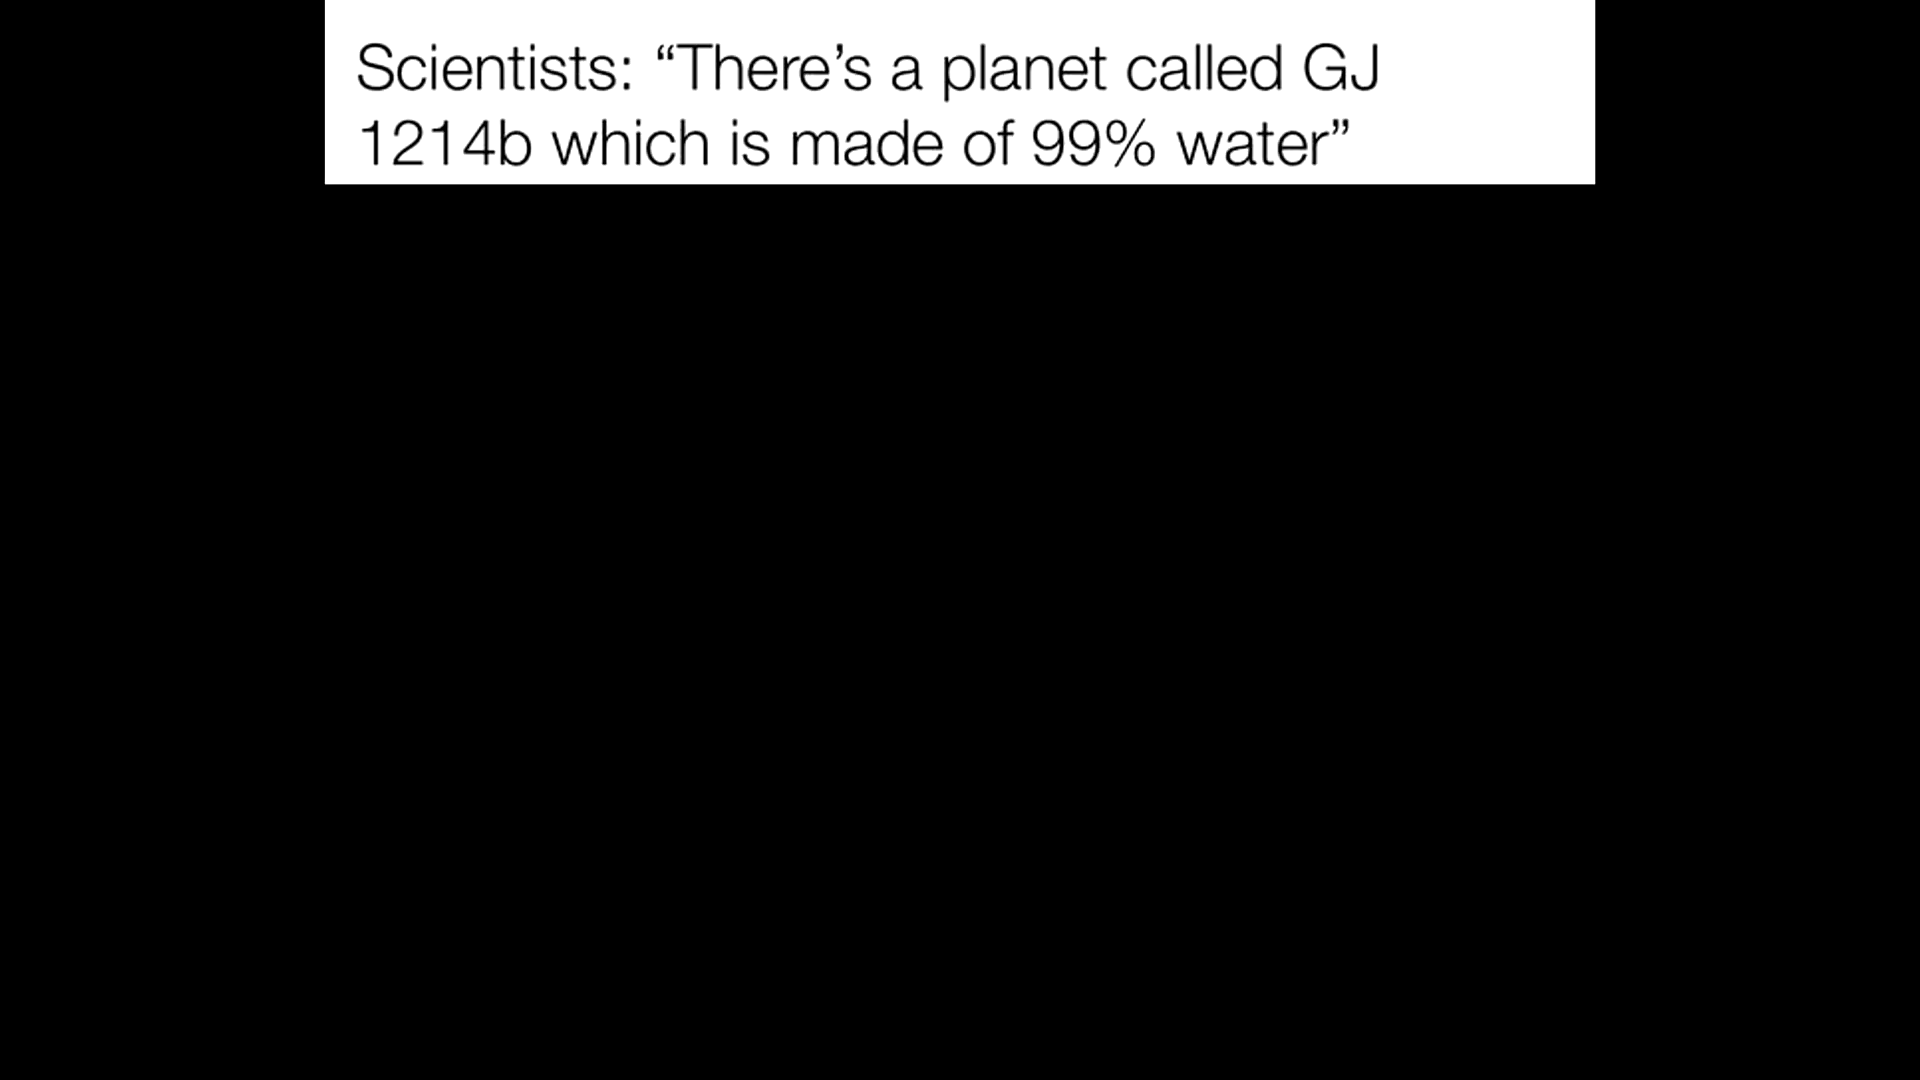 Scientists: “There’s a planet called GJ
1214b which is made of 99% water”